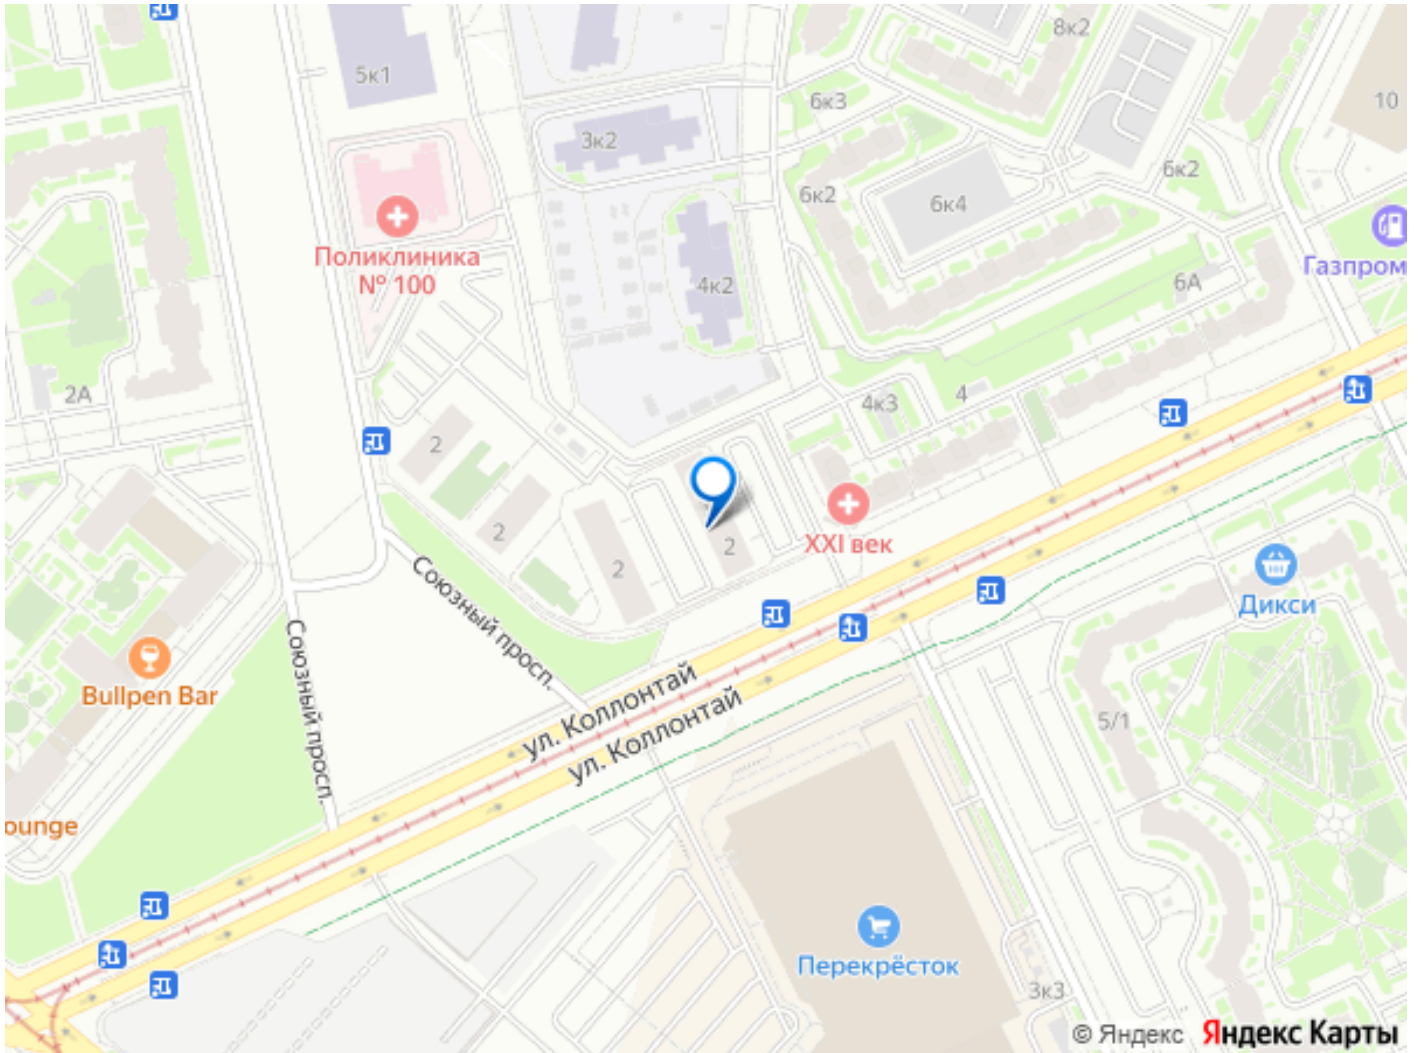 8к2
5к1
6к3
10
3к2
6к2
6к2
6к4
Поликлиника
№ 100
Газпром
4к2
6А
2А
4к3
4
2
2
XXI век
2
2
Союзный просп.
Дикси
Союзный просп.
Bullpen Bar
ул. Коллонтай
ул. Коллонтай
5/1
ounge
Перекрёсток
3к3
© Яндекс Яндекс Карты